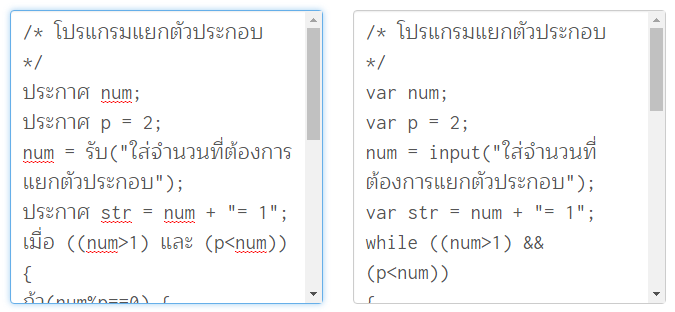 /* โปรแกรมแยกตัวประกอบ
*/
ประกาศ num;
ประกาศ p = 2;
num = รับ("ใส่จำนวนที่ต้องการ
แยกตัวประกอบ");
ประกาศ str = num + "= 1";
เมื่อ ((num>1) และ (p<num))
{
ถ้า(num%p==0) {
/* โปรแกรมแยกตัวประกอบ
*/
var num;
var p = 2;
num = input("ใส่จำนวนที่
ต้องการแยกตัวประกอบ");
var str = num + "= 1";
while ((num>1) &&
(p<num))
{